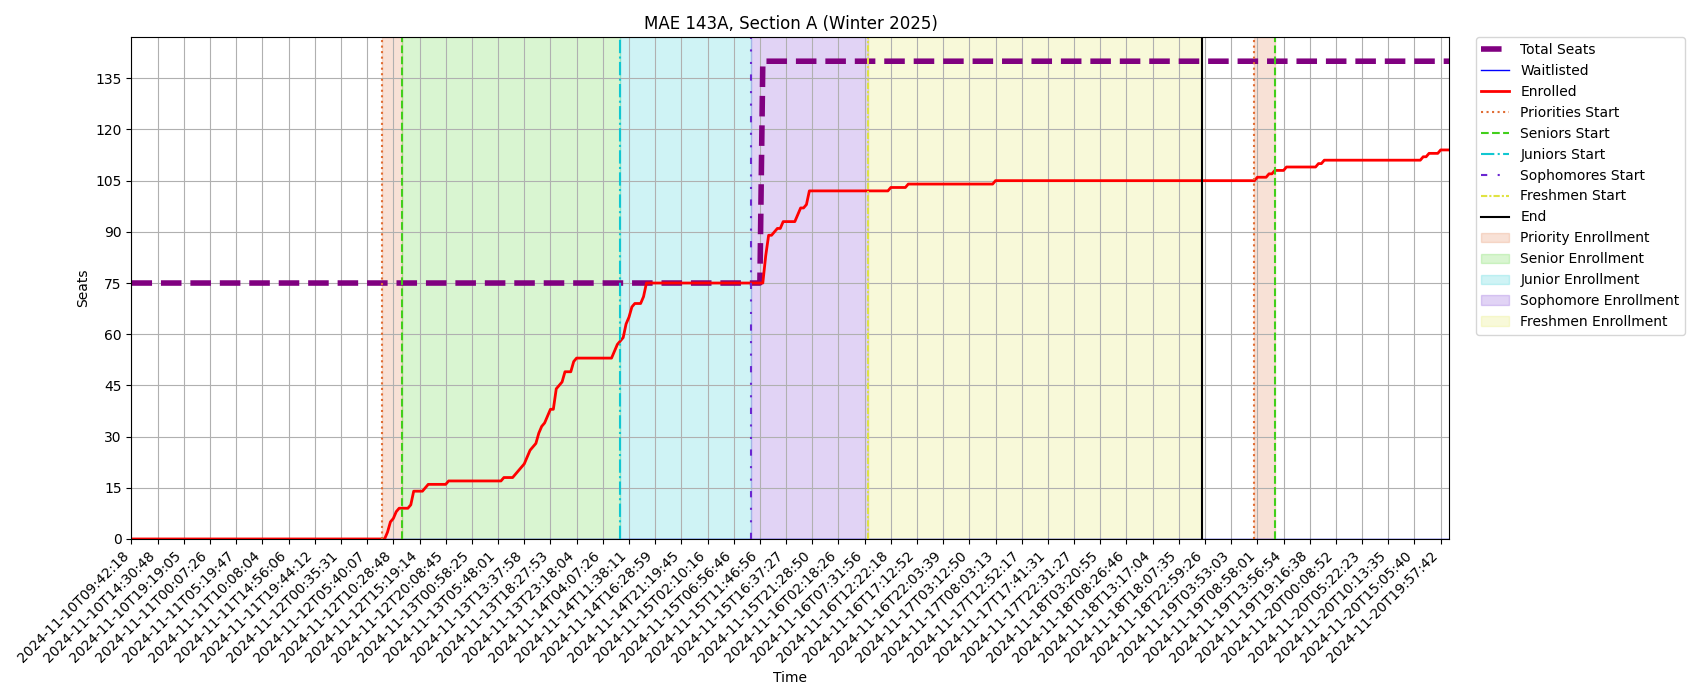 MAE 143A, Section A (Winter 2025)
Seats
135
120
105
90
75
60
45
30
15
0
2024-11-10T09:42:18
2024-11-10T14:30:48
2024-11-10T19:19:05
2024-11-11T00:07:26
2024-11-11T05:19:47
2024-11-11T10:08:04
2024-11-11T14:56:06
2024-11-11T19:44:12
2024-11-12T00:35:31
2024-11-12T05:40:07
2024-11-12T10:28:48
2024-11-12T15:19:14
2024-11-12T20:08:45
2024-11-13T00:58:25
2024-11-13T05:48:01
2024-11-13T13:37:58
2024-11-13T18:27:53
2024-11-13T23:18:04
2024-11-14T04:07:26
2024-11-14T11:38:11
2024-11-14T16:28:59
2024-11-14T21:19:45
2024-11-15T02:10:16
2024-11-15T06:56:46
2024-11-15T11:46:56
2024-11-15T16:37:27
2024-11-15T21:28:50
2024-11-16T02:18:26
2024-11-16T07:31:56
2024-11-16T12:22:18
2024-11-16T17:12:52
2024-11-16T22:03:39
2024-11-17T03:12:50
2024-11-17T08:03:13
2024-11-17T12:52:17
2024-11-17T17:41:31
2024-11-17T22:31:27
2024-11-18T03:20:55
2024-11-18T08:26:46
2024-11-18T13:17:04
2024-11-18T18:07:35
2024-11-18T22:59:26
2024-11-19T03:53:03
2024-11-19T09:58:01
2024-11-19T13:56:54
2024-11-19T19:16:38
2024-11-20T00:08:52
2024-11-20T05:22:23
2024-11-20T10:13:35
2024-11-20T15:05:40
2024-11-20T19:57:42
Time
Total Seats
Waitlisted
Enrolled
Priorities Start
Seniors Start
Juniors Start
Sophomores Start
Freshmen Start
End
Priority Enrollment
Senior Enrollment
Junior Enrollment
Sophomore Enrollment
Freshmen Enrollment